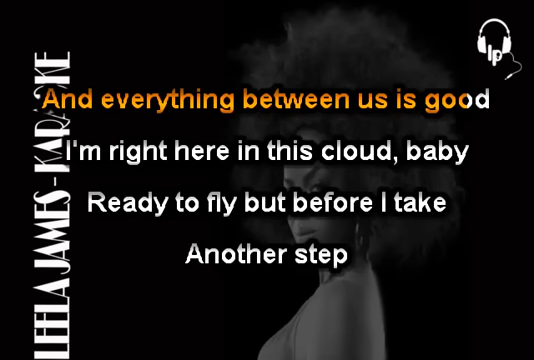 LEELA JAMES - KARAOKE
And everything between us is good
I'm right here in this cloud, baby
Ready to fly but before I take
Another step
lp